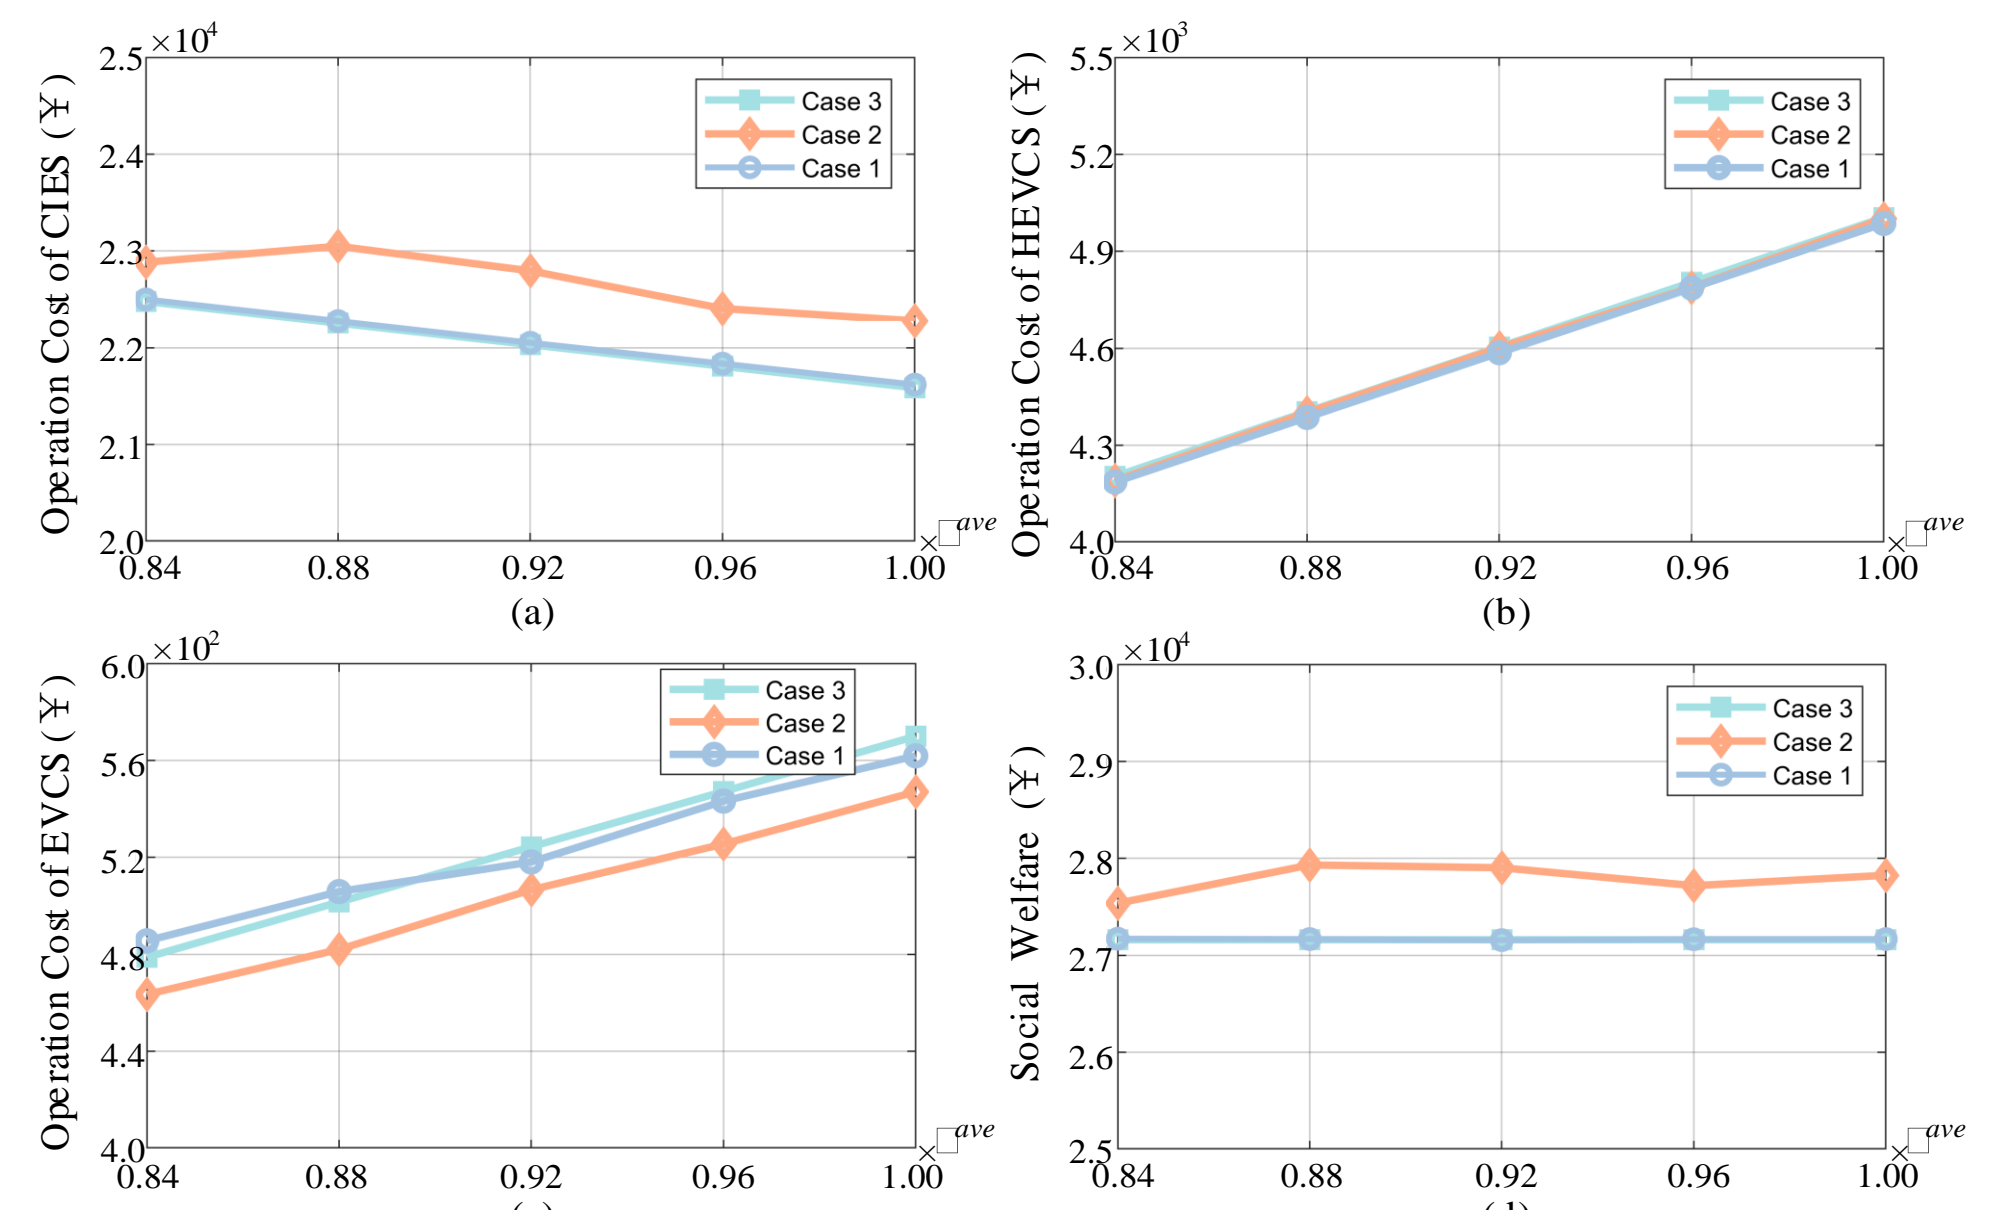 ×10⁴
Operation Cost of CIES (¥)
2.5
2.4
2.3
2.2
2.1
2.0
Case 3
Case 2
Case 1
0.84 0.88 0.92 0.96 1.00
×□ᵃᵛᵉ
(a)
×10³
Operation Cost of HEVCS (¥)
5.5
5.2
4.9
4.6
4.3
4.0
Case 3
Case 2
Case 1
0.84 0.88 0.92 0.96 1.00
×□ᵃᵛᵉ
(b)
×10²
Operation Cost of EVCS (¥)
6.0
5.6
5.2
4.8
4.4
4.0
Case 3
Case 2
Case 1
0.84 0.88 0.92 0.96 1.00
×□ᵃᵛᵉ
×10⁴
Social Welfare (¥)
3.0
2.9
2.8
2.7
2.6
2.5
Case 3
Case 2
Case 1
0.84 0.88 0.92 0.96 1.00
×□ᵃᵛᵉ